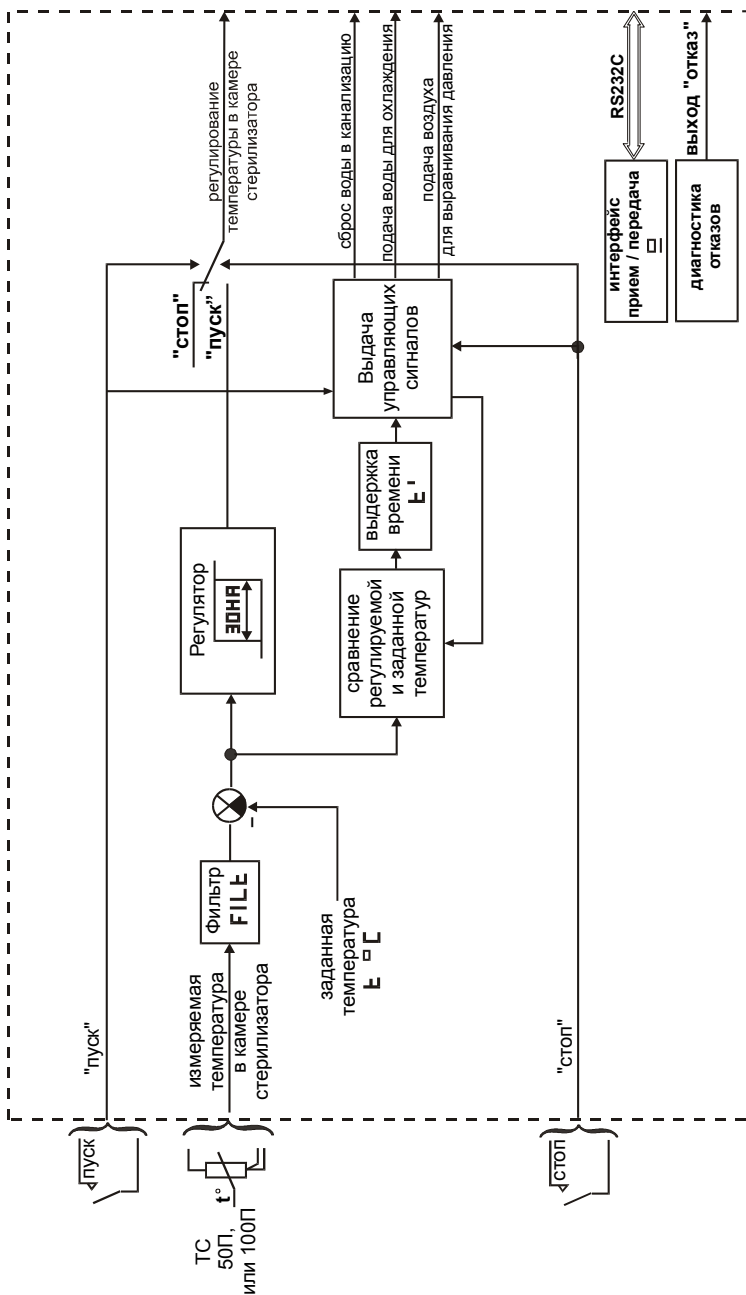 "пуск"
пуск
ТС
50П,
или 100П
t°
измеряемая
температура
в камере
стерилизатора
Фильтр
FILt
заданная
температура
t °C
–
Регулятор
ЗОНА
"стоп"
"пуск"
регулирование
температуры в камере
стерилизатора
сравнение
регулируемой
и заданной
температур
выдержка
времени
t '
Выдача
управляющих
сигналов
сброс воды в канализацию
подача воды для охлаждения
подача воздуха
для выравнивания давления
стоп
"стоп"
интерфейс
прием / передача
RS232C
диагностика
отказов
выход "отказ"